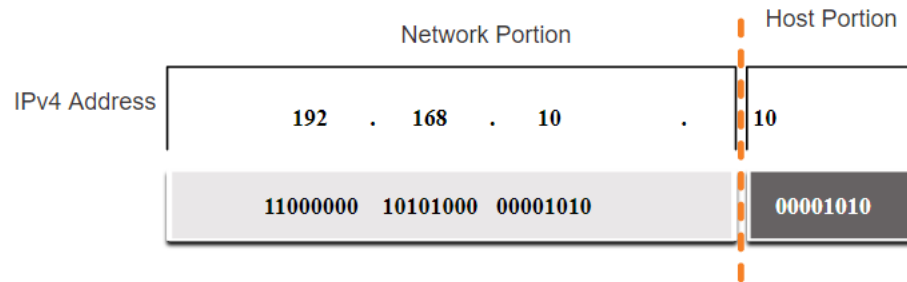 Host Portion
Network Portion
IPv4 Address
192 . 168 . 10 . 10
11000000 10101000 00001010 00001010